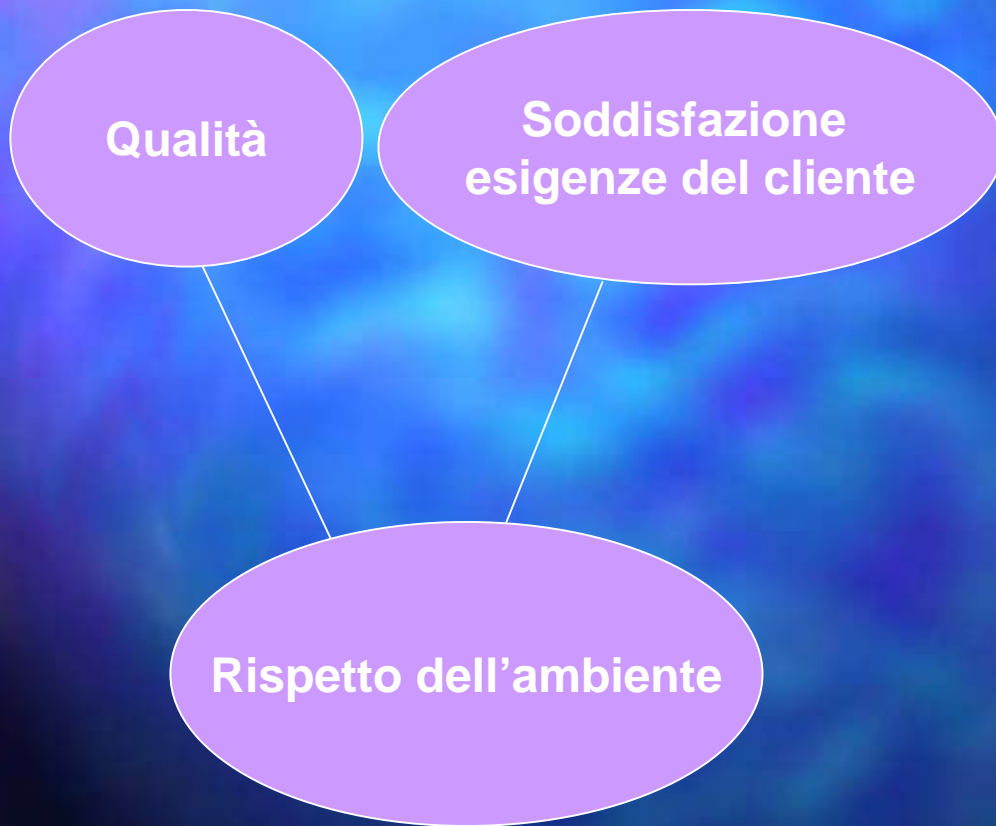 Qualità
Soddisfazione
esigenze del cliente
Rispetto dell’ambiente